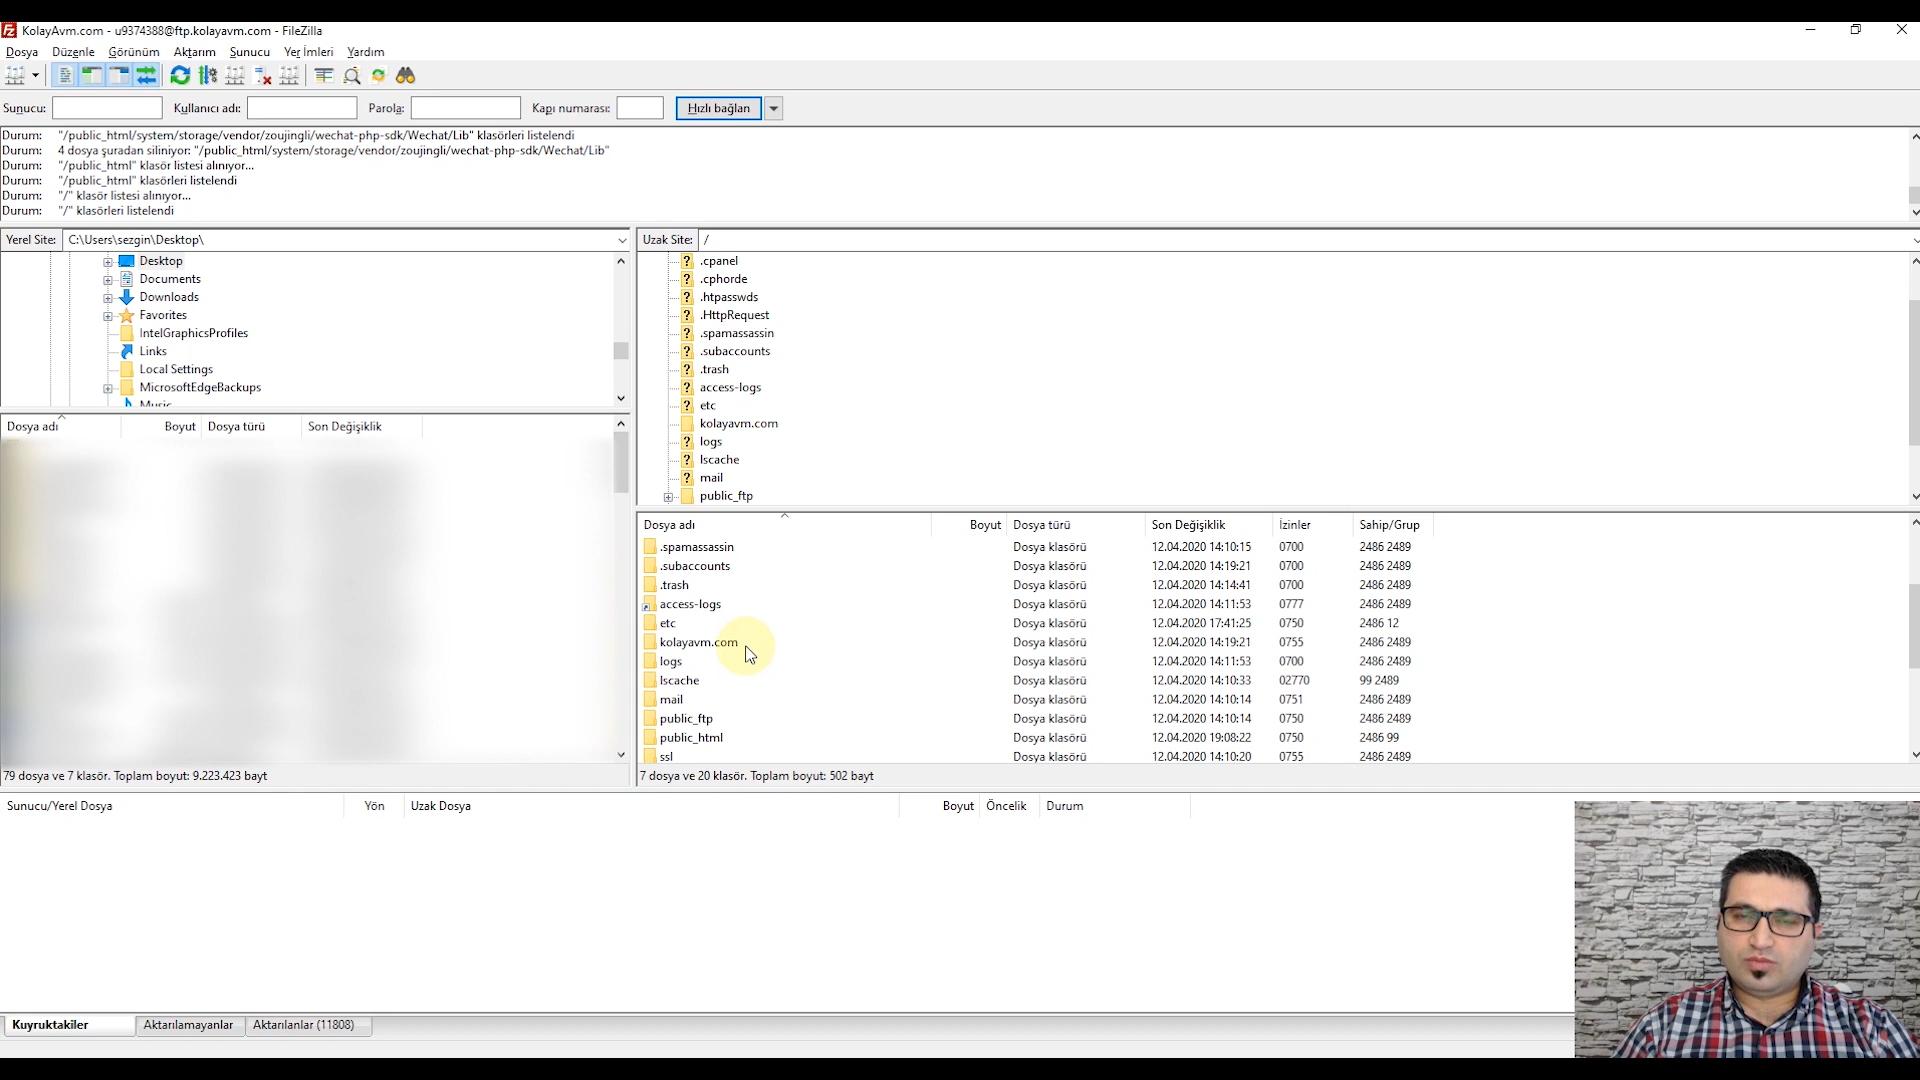 KolayAvm.com - u9374388@ftp.kolayavm.com - FileZilla
Dosya Düzenle Görünüm Aktarım Sunucu Yer İmleri Yardım
Sunucu: Kullanıcı adı: Parola: Kapı numarası: Hızlı bağlan
Durum: "/public_html/system/storage/vendor/zoujingli/wechat-php-sdk/Wechat/Lib" klasörleri listelendi
Durum: 4 dosya şuradan siliniyor: "/public_html/system/storage/vendor/zoujingli/wechat-php-sdk/Wechat/Lib"
Durum: "/public_html" klasör listesi alınıyor...
Durum: "/public_html" klasörleri listelendi
Durum: "/" klasör listesi alınıyor...
Durum: "/" klasörleri listelendi
Yerel Site: C:\Users\sezgin\Desktop\
Desktop
Documents
Downloads
Favorites
IntelGraphicsProfiles
Links
Local Settings
MicrosoftEdgeBackups
Music
Dosya adı Boyut Dosya türü Son Değişiklik
79 dosya ve 7 klasör. Toplam boyut: 9.223.423 bayt
Uzak Site: /
.cpanel
.cphorde
.htpasswds
.HttpRequest
.spamassassin
.subaccounts
.trash
access-logs
etc
kolayavm.com
logs
lscache
mail
public_ftp
Dosya adı Boyut Dosya türü Son Değişiklik İzinler Sahip/Grup
.spamassassin Dosya klasörü 12.04.2020 14:10:15 0700 2486 2489
.subaccounts Dosya klasörü 12.04.2020 14:19:21 0700 2486 2489
.trash Dosya klasörü 12.04.2020 14:14:41 0700 2486 2489
access-logs Dosya klasörü 12.04.2020 14:11:53 0777 2486 2489
etc Dosya klasörü 12.04.2020 17:41:25 0750 2486 12
kolayavm.com Dosya klasörü 12.04.2020 14:19:21 0755 2486 2489
logs Dosya klasörü 12.04.2020 14:11:53 0700 2486 2489
lscache Dosya klasörü 12.04.2020 14:10:33 02770 99 2489
mail Dosya klasörü 12.04.2020 14:10:14 0751 2486 2489
public_ftp Dosya klasörü 12.04.2020 14:10:14 0750 2486 2489
public_html Dosya klasörü 12.04.2020 19:08:22 0750 2486 99
ssl Dosya klasörü 12.04.2020 14:10:20 0755 2486 2489
7 dosya ve 20 klasör. Toplam boyut: 502 bayt
Sunucu/Yerel Dosya Yön Uzak Dosya Boyut Öncelik Durum
Kuyruktakiler Aktarılamayanlar Aktarılanlar (11808)